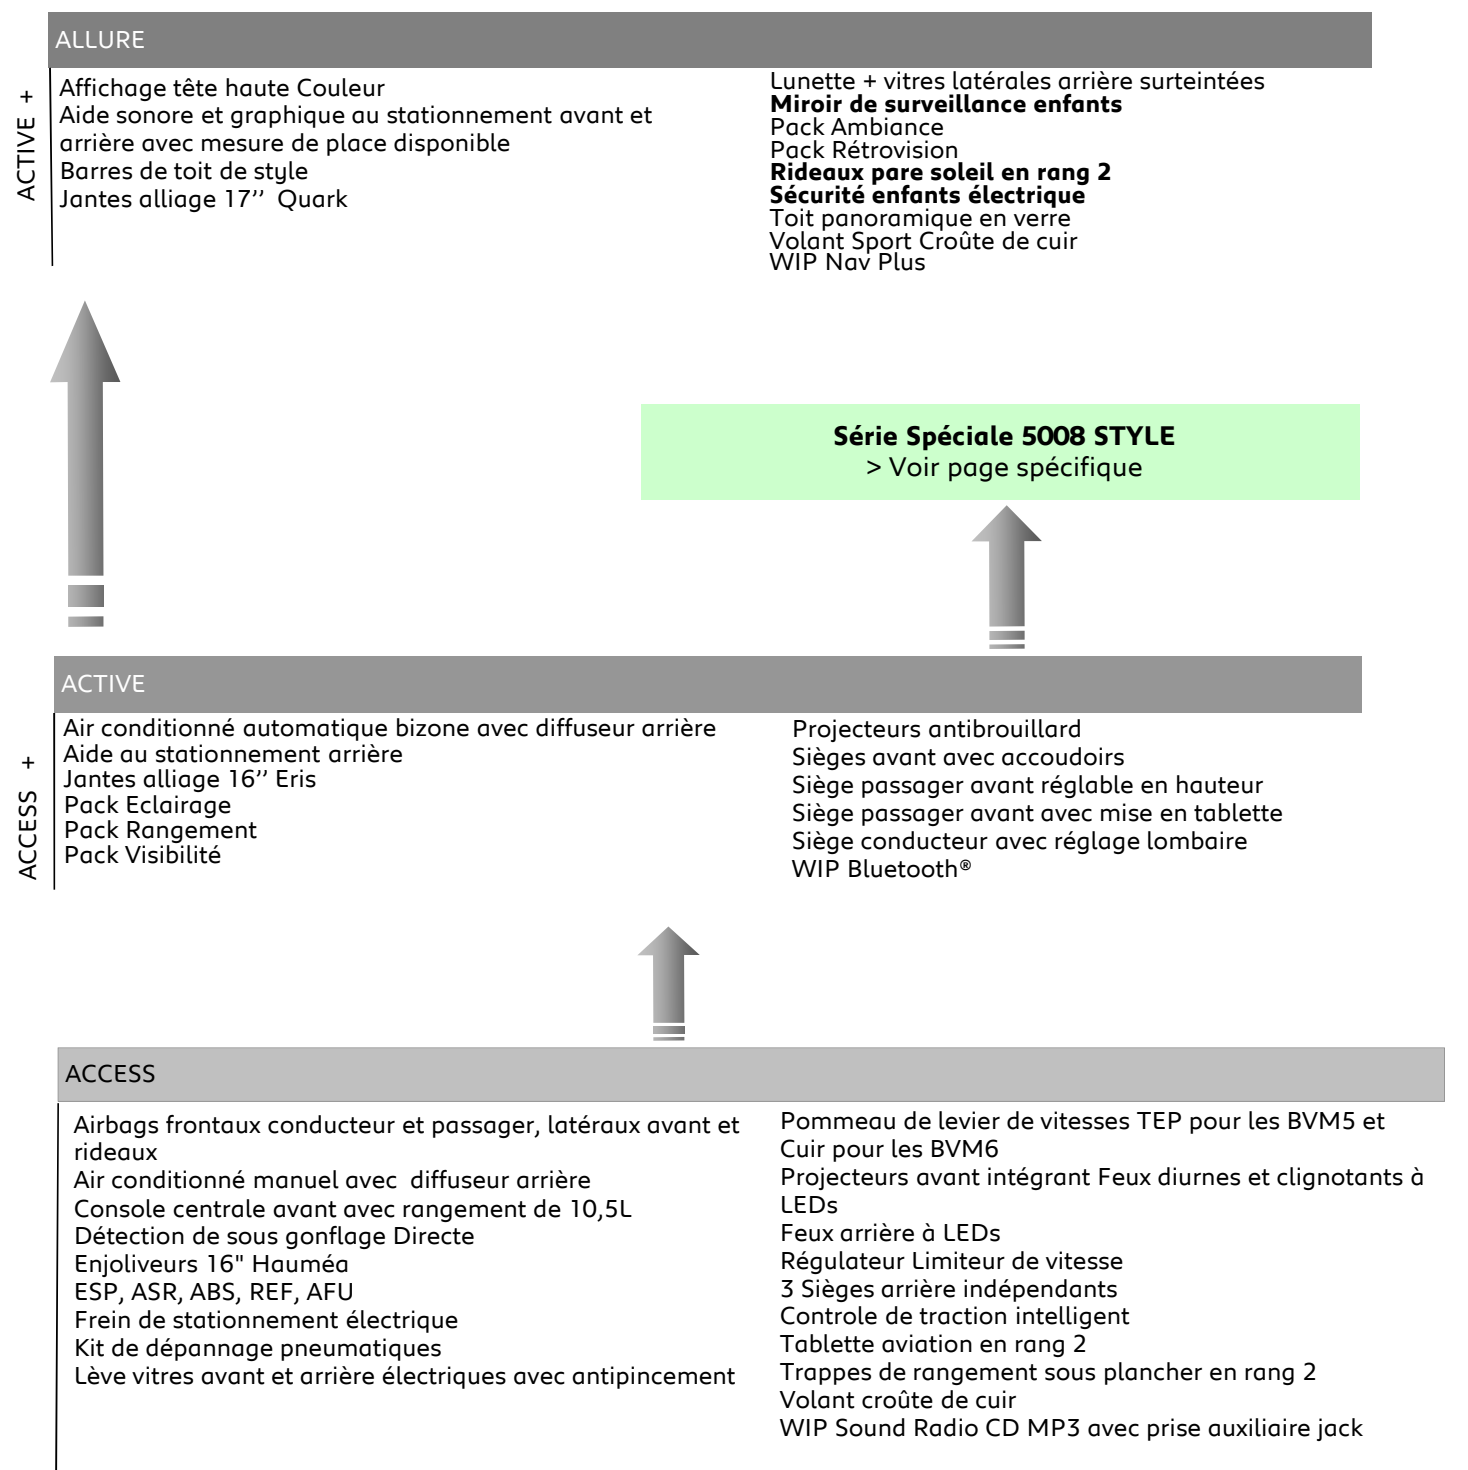 ALLURE
ACTIVE +
Affichage tête haute Couleur
Aide sonore et graphique au stationnement avant et
arrière avec mesure de place disponible
Barres de toit de style
Jantes alliage 17’’ Quark
Lunette + vitres latérales arrière surteintées
Miroir de surveillance enfants
Pack Ambiance
Pack Rétrovision
Rideaux pare soleil en rang 2
Sécurité enfants électrique
Toit panoramique en verre
Volant Sport Croûte de cuir
WIP Nav Plus
Série Spéciale 5008 STYLE
> Voir page spécifique
ACTIVE
ACCESS +
Air conditionné automatique bizone avec diffuseur arrière
Aide au stationnement arrière
Jantes alliage 16’’ Eris
Pack Eclairage
Pack Rangement
Pack Visibilité
Projecteurs antibrouillard
Sièges avant avec accoudoirs
Siège passager avant réglable en hauteur
Siège passager avant avec mise en tablette
Siège conducteur avec réglage lombaire
WIP Bluetooth®
ACCESS
Airbags frontaux conducteur et passager, latéraux avant et
rideaux
Air conditionné manuel avec diffuseur arrière
Console centrale avant avec rangement de 10,5L
Détection de sous gonflage Directe
Enjoliveurs 16" Hauméa
ESP, ASR, ABS, REF, AFU
Frein de stationnement électrique
Kit de dépannage pneumatiques
Lève vitres avant et arrière électriques avec antipincement
Pommeau de levier de vitesses TEP pour les BVM5 et
Cuir pour les BVM6
Projecteurs avant intégrant Feux diurnes et clignotants à
LEDs
Feux arrière à LEDs
Régulateur Limiteur de vitesse
3 Sièges arrière indépendants
Controle de traction intelligent
Tablette aviation en rang 2
Trappes de rangement sous plancher en rang 2
Volant croûte de cuir
WIP Sound Radio CD MP3 avec prise auxiliaire jack